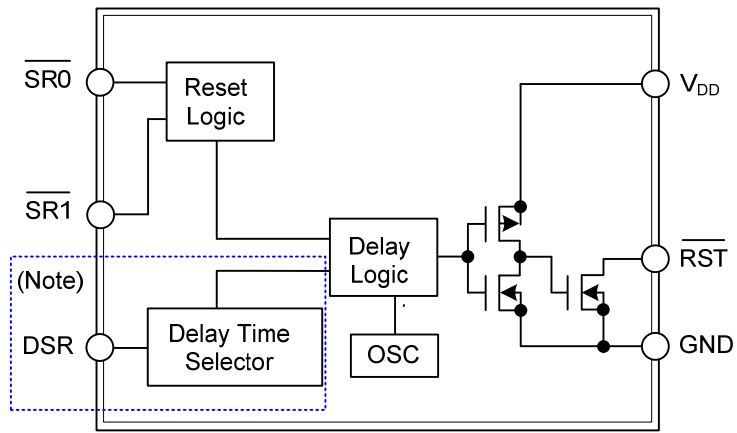 SR0
Reset
Logic
V_DD
SR1
Delay
Logic
RST
(Note)
DSR
Delay Time
Selector
OSC
GND